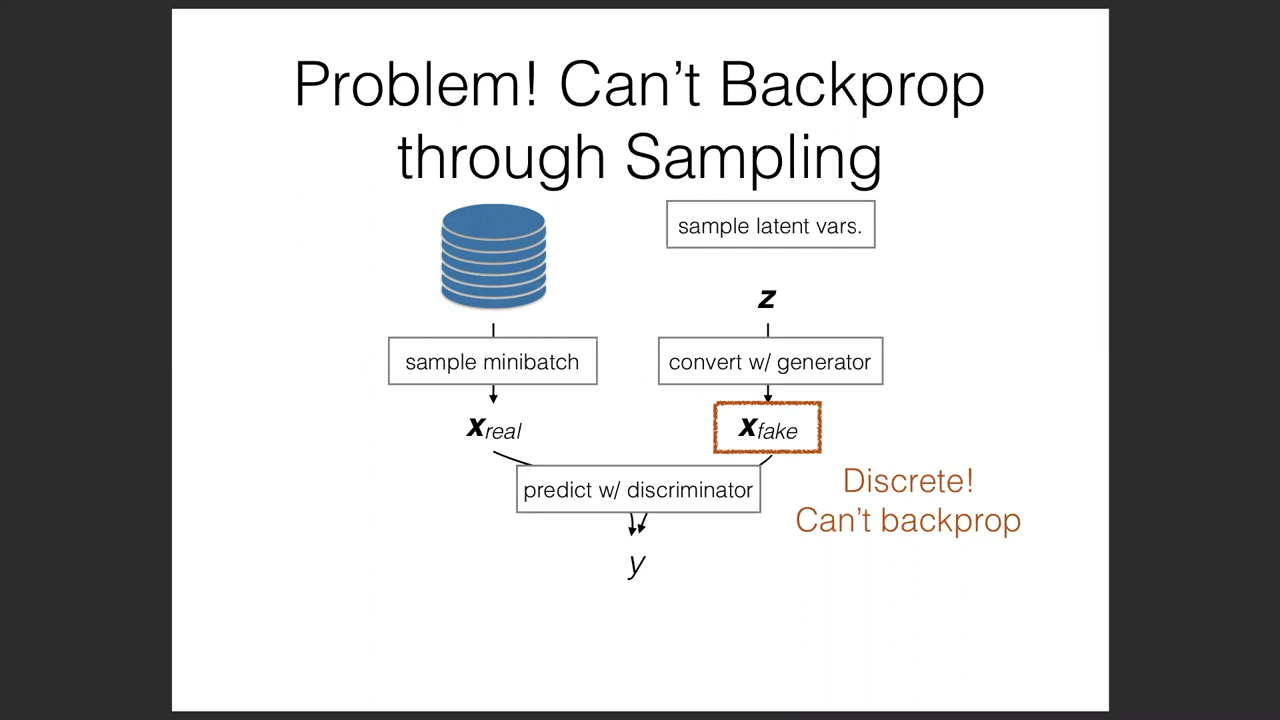 Problem! Can't Backprop
through Sampling
sample latent vars.
z
sample minibatch
convert w/ generator
xreal
xfake
predict w/ discriminator
Discrete!
Can't backprop
y